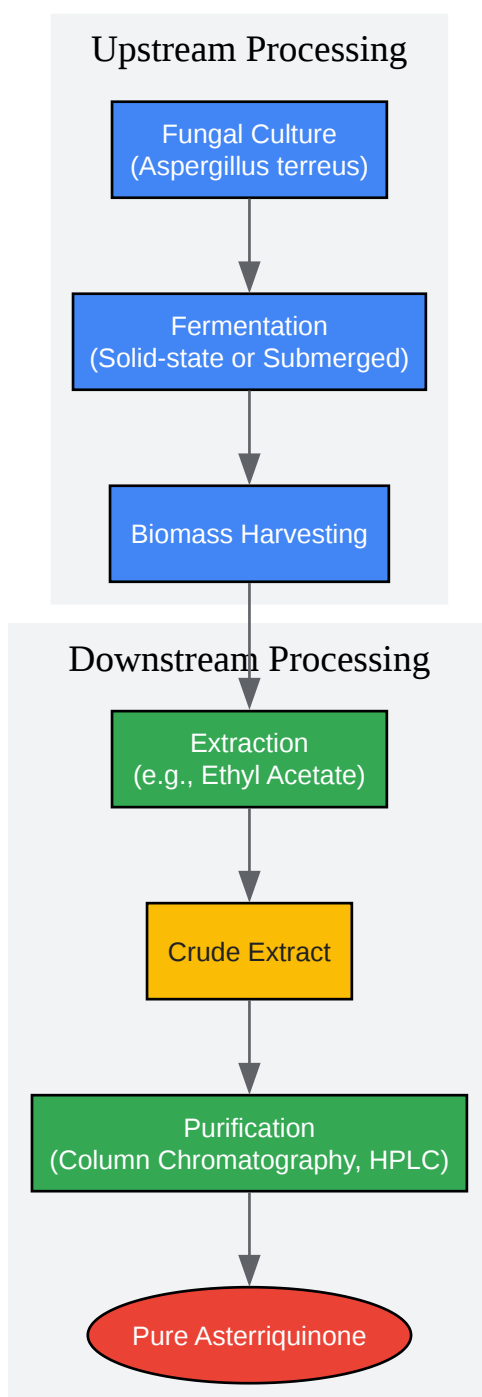 Upstream Processing
Fungal Culture
(Aspergillus terreus)
Fermentation
(Solid-state or Submerged)
Biomass Harvesting
Downstream Processing
Extraction
(e.g., Ethyl Acetate)
Crude Extract
Purification
(Column Chromatography, HPLC)
Pure Asterriquinone